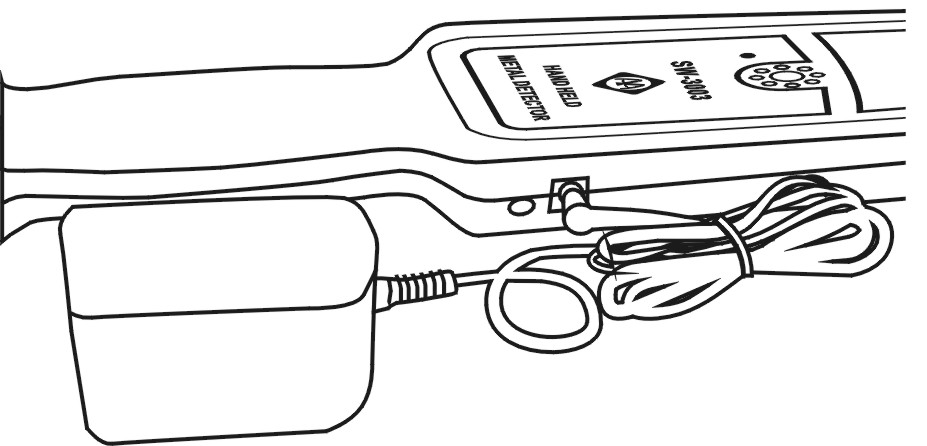 SW-3003
HAND HELD
METAL DETECTOR